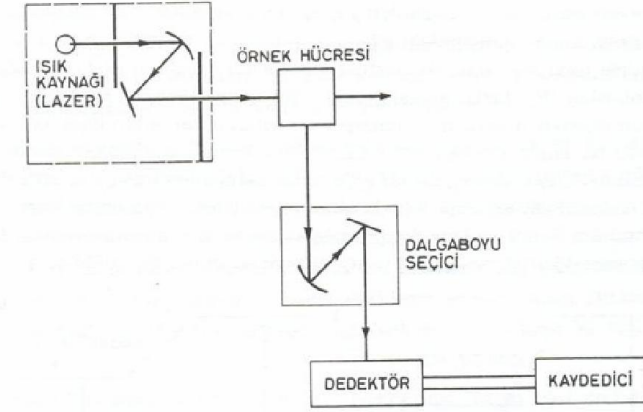 IŞIK
KAYNAĞI
(LAZER)
ÖRNEK HÜCRESİ
DALGABOYU
SEÇİCİ
DEDEKTÖR
KAYDEDİCİ